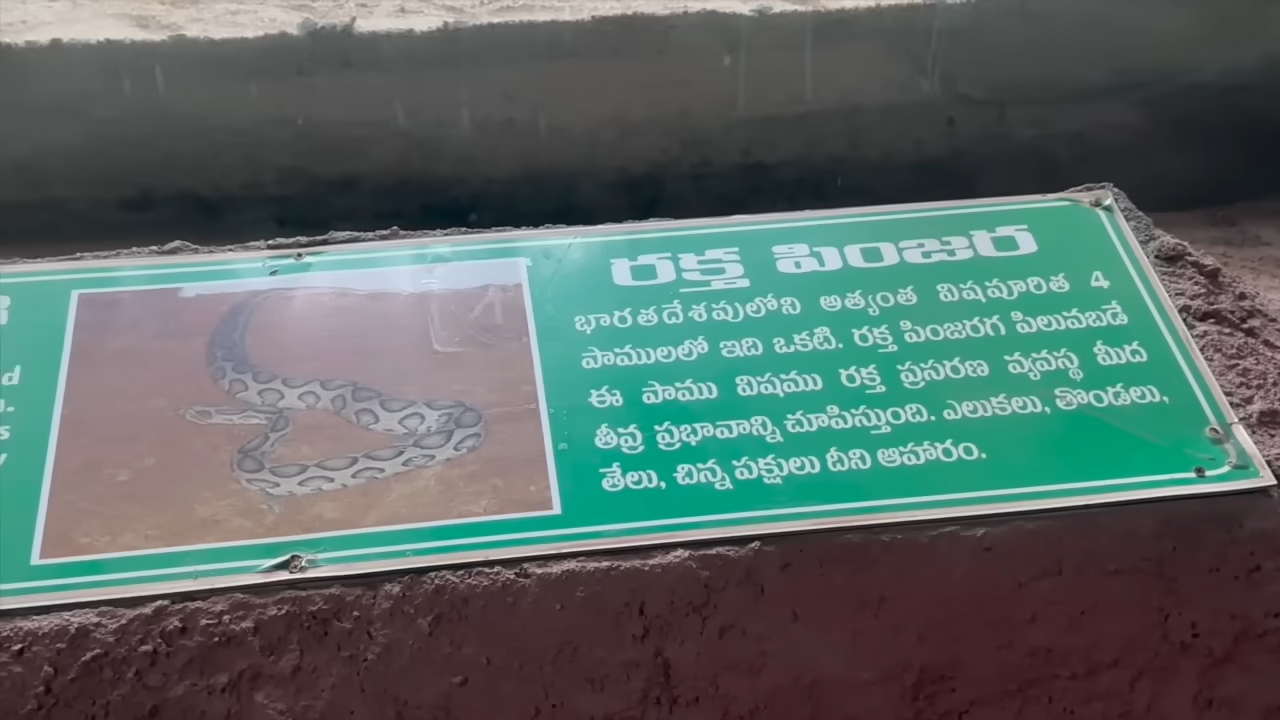 రక్త పింజర
భారతదేశవులోని అత్యంత విషపూరిత 4
పాములలో ఇది ఒకటి. రక్త పింజరగ పిలువబడే
ఈ పాము విషము రక్త ప్రసరణ వ్యవస్థ మీద
తీవ్ర ప్రభావాన్ని చూపిస్తుంది. ఎలుకలు, తొండలు,
తేలు, చిన్న పక్షులు దీని ఆహారం.